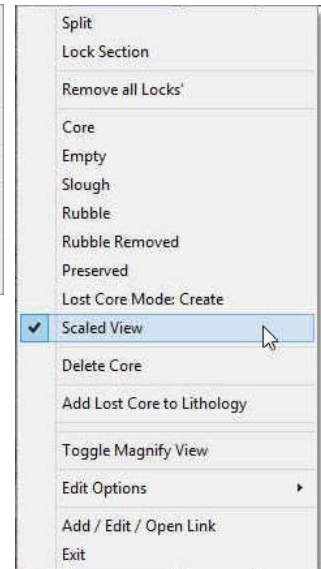 Split
Lock Section
Remove all Locks'
Core
Empty
Slough
Rubble
Rubble Removed
Preserved
Lost Core Mode: Create
Scaled View
Delete Core
Add Lost Core to Lithology
Toggle Magnify View
Edit Options
Add / Edit / Open Link
Exit